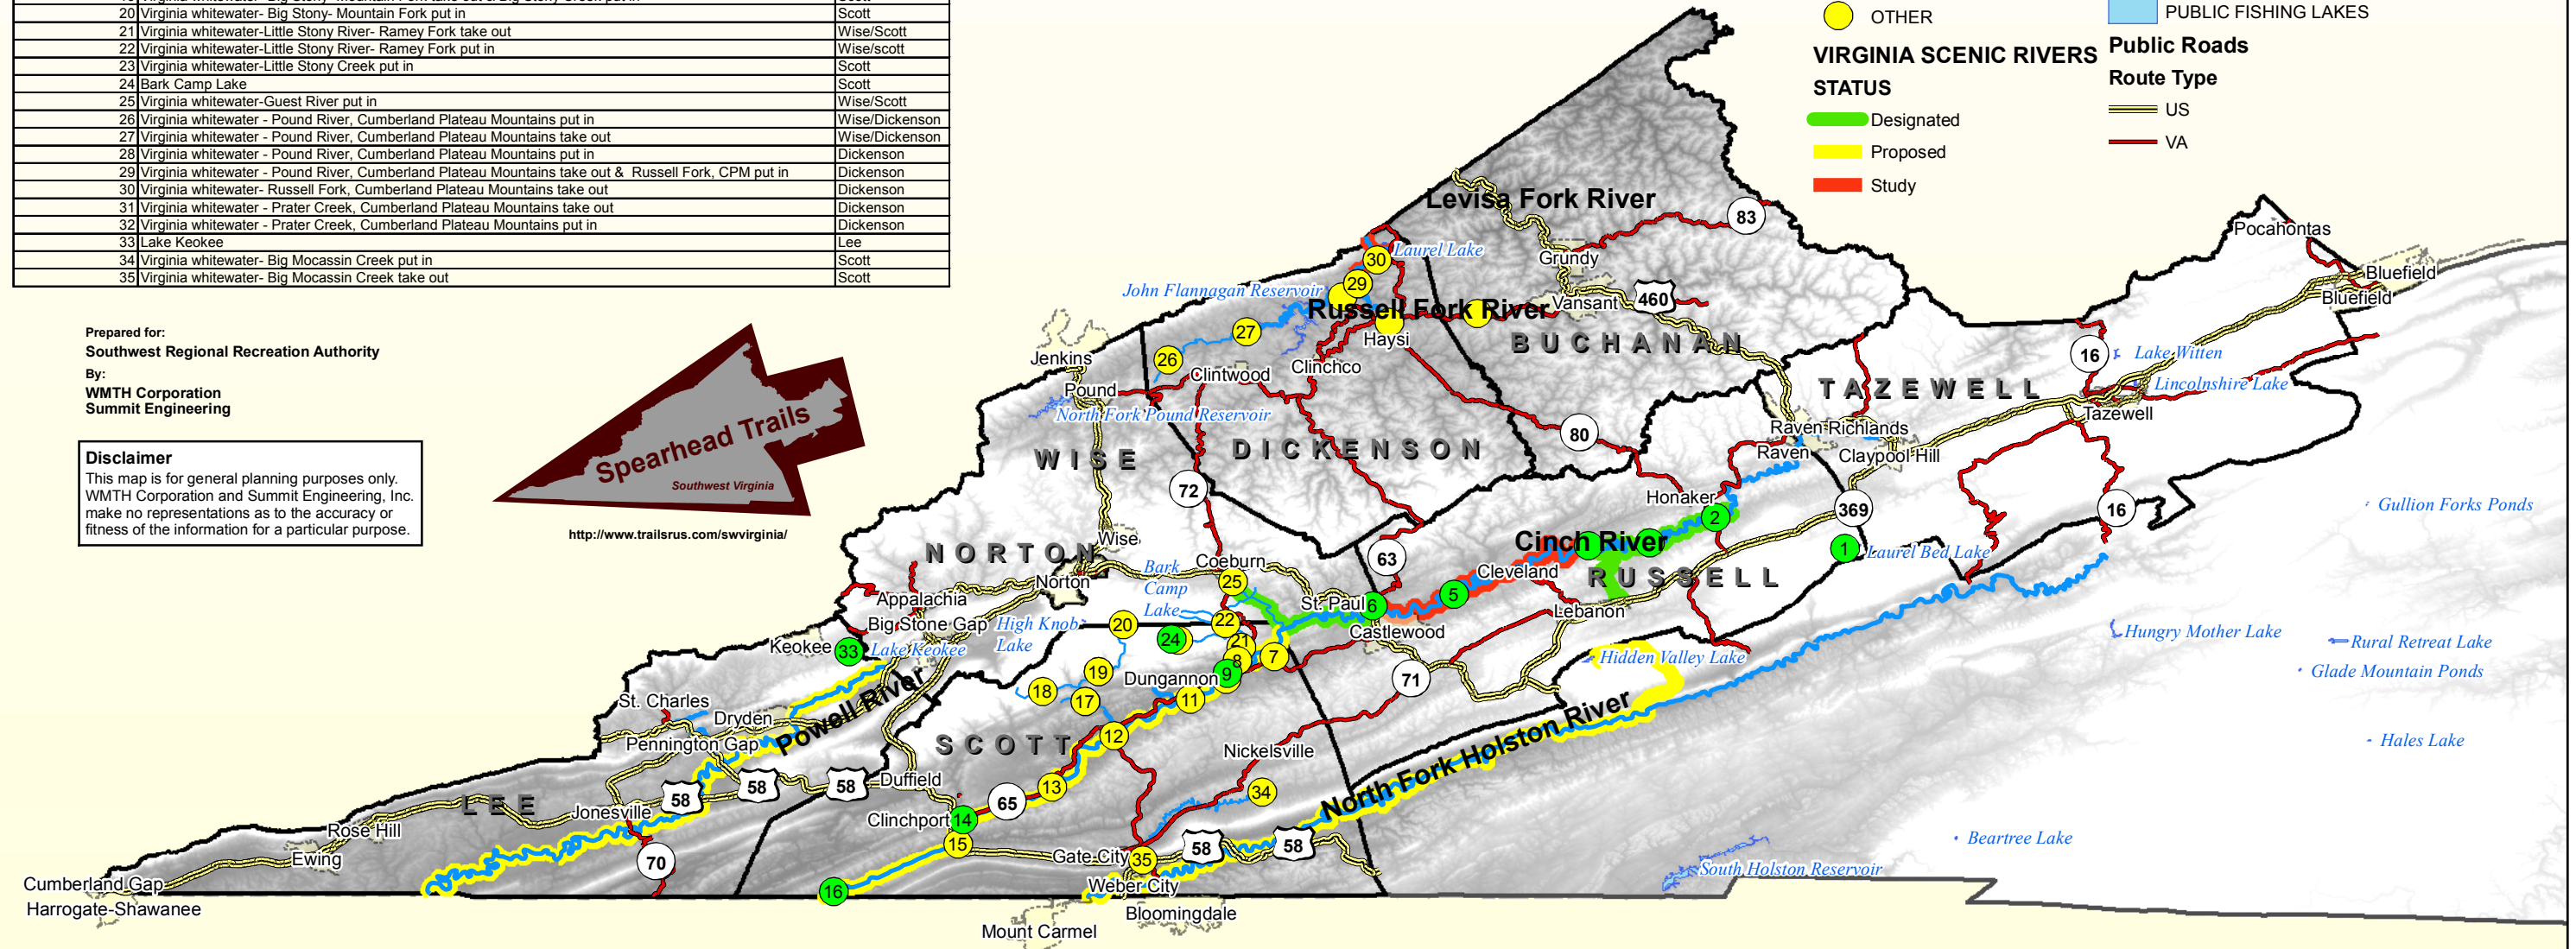 20 Virginia whitewater- Big Stony- Mountain Fork put in Scott
21 Virginia whitewater-Little Stony River- Ramey Fork take out Wise/Scott
22 Virginia whitewater-Little Stony River- Ramey Fork put in Wise/scott
23 Virginia whitewater-Little Stony Creek put in Scott
24 Bark Camp Lake Scott
25 Virginia whitewater-Guest River put in Wise/Scott
26 Virginia whitewater - Pound River, Cumberland Plateau Mountains put in Wise/Dickenson
27 Virginia whitewater - Pound River, Cumberland Plateau Mountains take out Wise/Dickenson
28 Virginia whitewater - Pound River, Cumberland Plateau Mountains put in Dickenson
29 Virginia whitewater - Pound River, Cumberland Plateau Mountains take out & Russell Fork, CPM put in Dickenson
30 Virginia whitewater- Russell Fork, Cumberland Plateau Mountains take out Dickenson
31 Virginia whitewater - Prater Creek, Cumberland Plateau Mountains take out Dickenson
32 Virginia whitewater - Prater Creek, Cumberland Plateau Mountains put in Dickenson
33 Lake Keokee Lee
34 Virginia whitewater- Big Mocassin Creek put in Scott
35 Virginia whitewater- Big Mocassin Creek take out Scott
OTHER
VIRGINIA SCENIC RIVERS
STATUS
Designated
Proposed
Study
PUBLIC FISHING LAKES
Public Roads
Route Type
US
VA
Prepared for:
Southwest Regional Recreation Authority
By:
WMTH Corporation
Summit Engineering
Disclaimer
This map is for general planning purposes only.
WMTH Corporation and Summit Engineering, Inc.
make no representations as to the accuracy or
fitness of the information for a particular purpose.
Spearhead Trails
Southwest Virginia
http://www.trailsrus.com/swvirginia/
Levisa Fork River
83
Pocahontas
Grundy
30
Laurel Lake
Bluefield
Bluefield
29
John Flannagan Reservoir
Russell Fork River
Vansant
460
27
Haysi
BUCHANAN
Jenkins
26
Clintwood
Clinchco
16
Lake Witten
Pound
TAZEWELL
Lincolnshire Lake
North Fork Pound Reservoir
Tazewell
80
Raven
Richlands
WISE
DICKENSON
Raven
Claypool Hill
72
Honaker
369
16
Gullion Forks Ponds
2
Wise
Cinch River
1
Laurel Bed Lake
NORTON
Coeburn
63
Bark
Camp
Lake
Norton
25
Cleveland
RUSSELL
Appalachia
St. Paul
6
5
Lebanon
Big Stone Gap
High Knob
Lake
20
22
Castlewood
Hungry Mother Lake
Rural Retreat Lake
Keokee
33
Lake Keokee
24
21
8
7
Hidden Valley Lake
Glade Mountain Ponds
19
Dungannon
9
71
18
17
11
St. Charles
Dryden
Powell River
12
Pennington Gap
SCOTT
Nickelsville
North Fork Holston River
Hales Lake
58
58
58
Duffield
13
34
LEE
65
Jonesville
Clinchport
14
Rose Hill
15
58
58
Beartree Lake
Ewing
70
Gate City
35
South Holston Reservoir
Cumberland Gap
16
Weber City
Harrogate-Shawanee
Bloomingdale
Mount Carmel